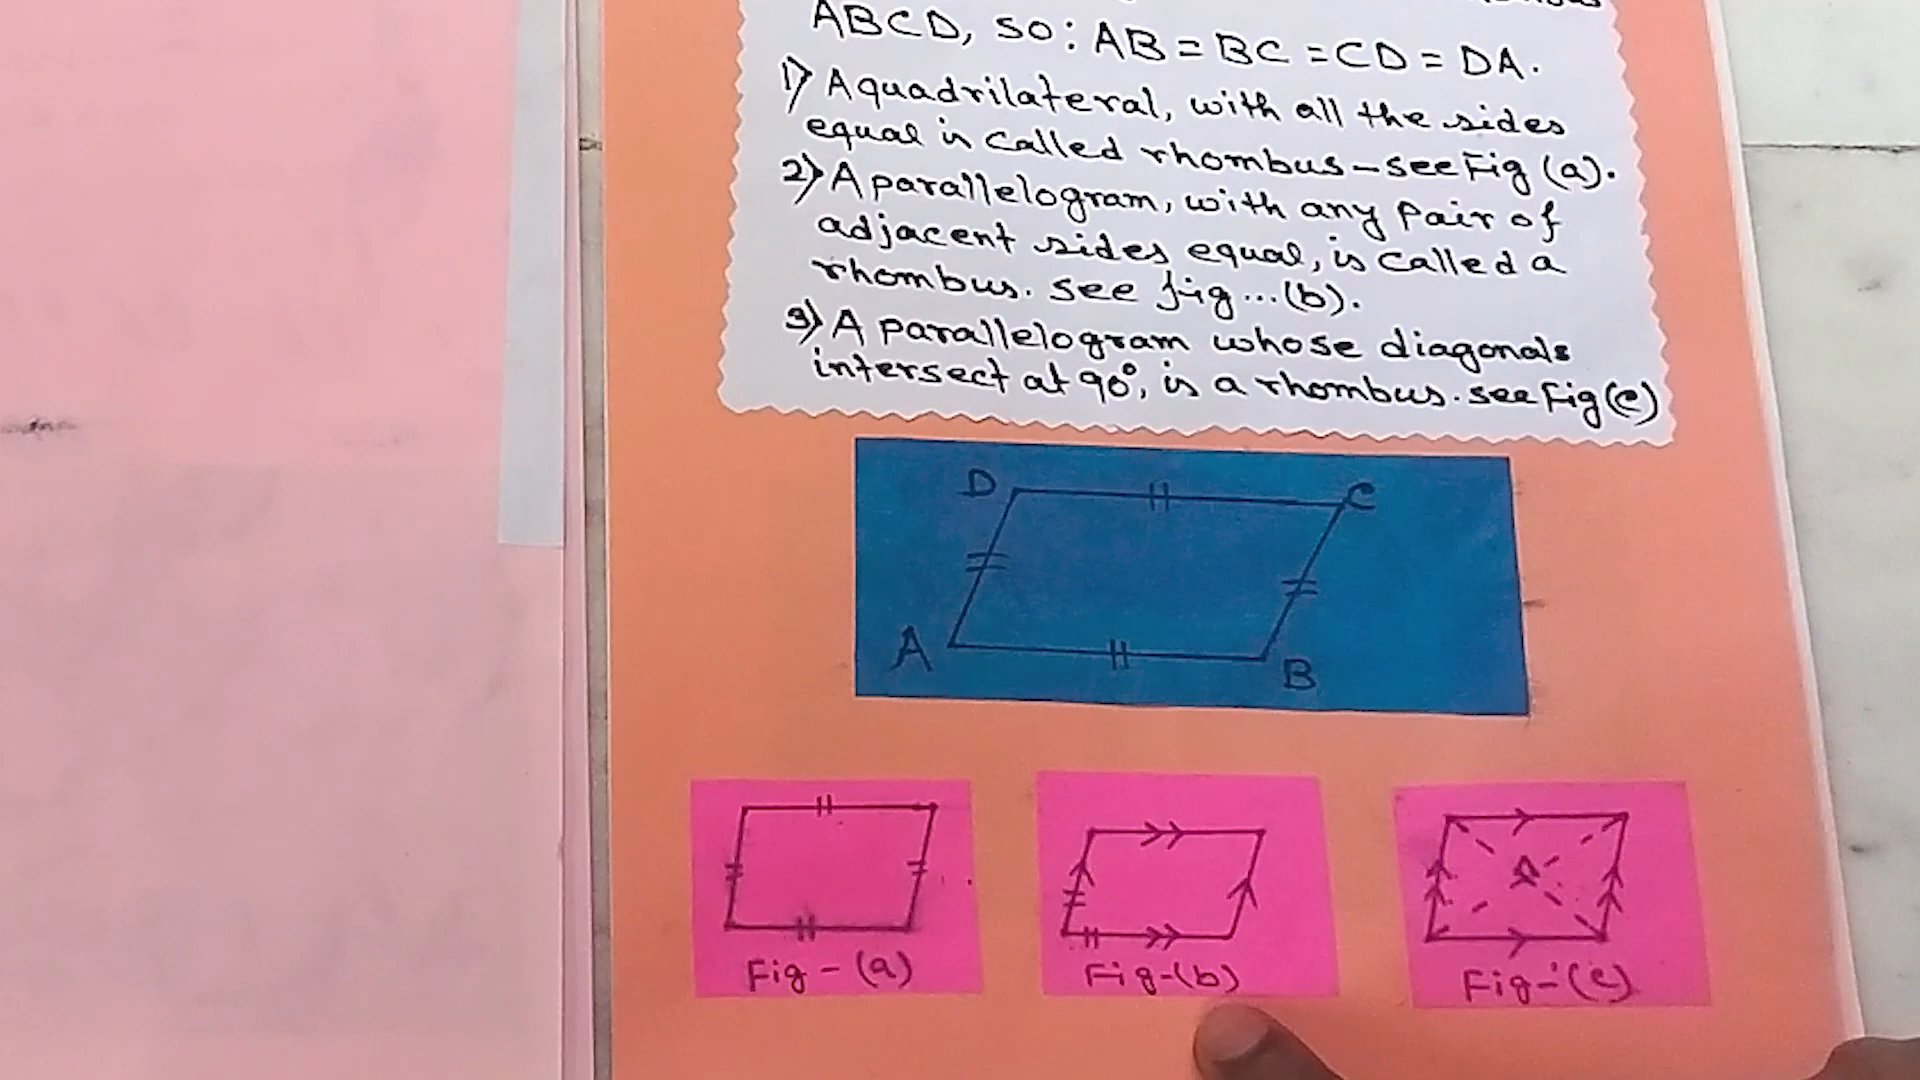 ABCD, so: AB = BC = CD = DA.
1) A quadrilateral, with all the sides
equal is called rhombus - see Fig (a).
2) A parallelogram, with any pair of
adjacent sides equal, is called a
rhombus. see fig...(b).
3) A parallelogram whose diagonals
intersect at 90°, is a rhombus. see Fig (c)
D C
A B
Fig - (a) Fig-(b) Fig-(c)